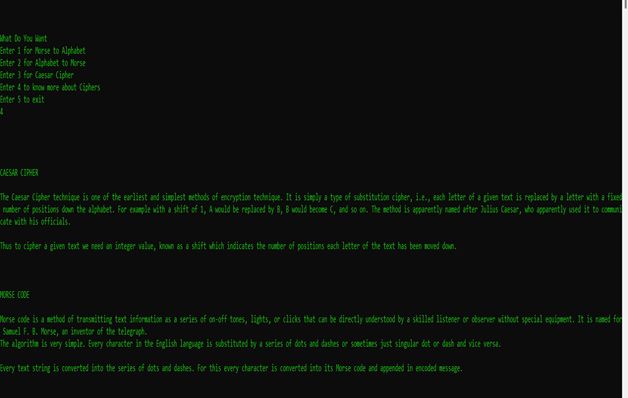 What Do You Want
Enter 1 for Morse to Alphabet
Enter 2 for Alphabet to Morse
Enter 3 for Caesar Cipher
Enter 4 to know more about Ciphers
Enter 5 to exit
4
CAESAR CIPHER
The Caesar Cipher technique is one of the earliest and simplest methods of encryption technique. It is simply a type of substitution cipher, i.e., each letter of a given text is replaced by a letter with a fixed
number of positions down the alphabet. For example with a shift of 1, A would be replaced by B, B would become C, and so on. The method is apparently named after Julius Caesar, who apparently used it to communi
cate with his officials.
Thus to cipher a given text we need an integer value, known as a shift which indicates the number of positions each letter of the text has been moved down.
MORSE CODE
Morse code is a method of transmitting text information as a series of on-off tones, lights, or clicks that can be directly understood by a skilled listener or observer without special equipment. It is named for
Samuel F. B. Morse, an inventor of the telegraph.
The algorithm is very simple. Every character in the English language is substituted by a series of dots and dashes or sometimes just singular dot or dash and vice versa.
Every text string is converted into the series of dots and dashes. For this every character is converted into its Morse code and appended in encoded message.